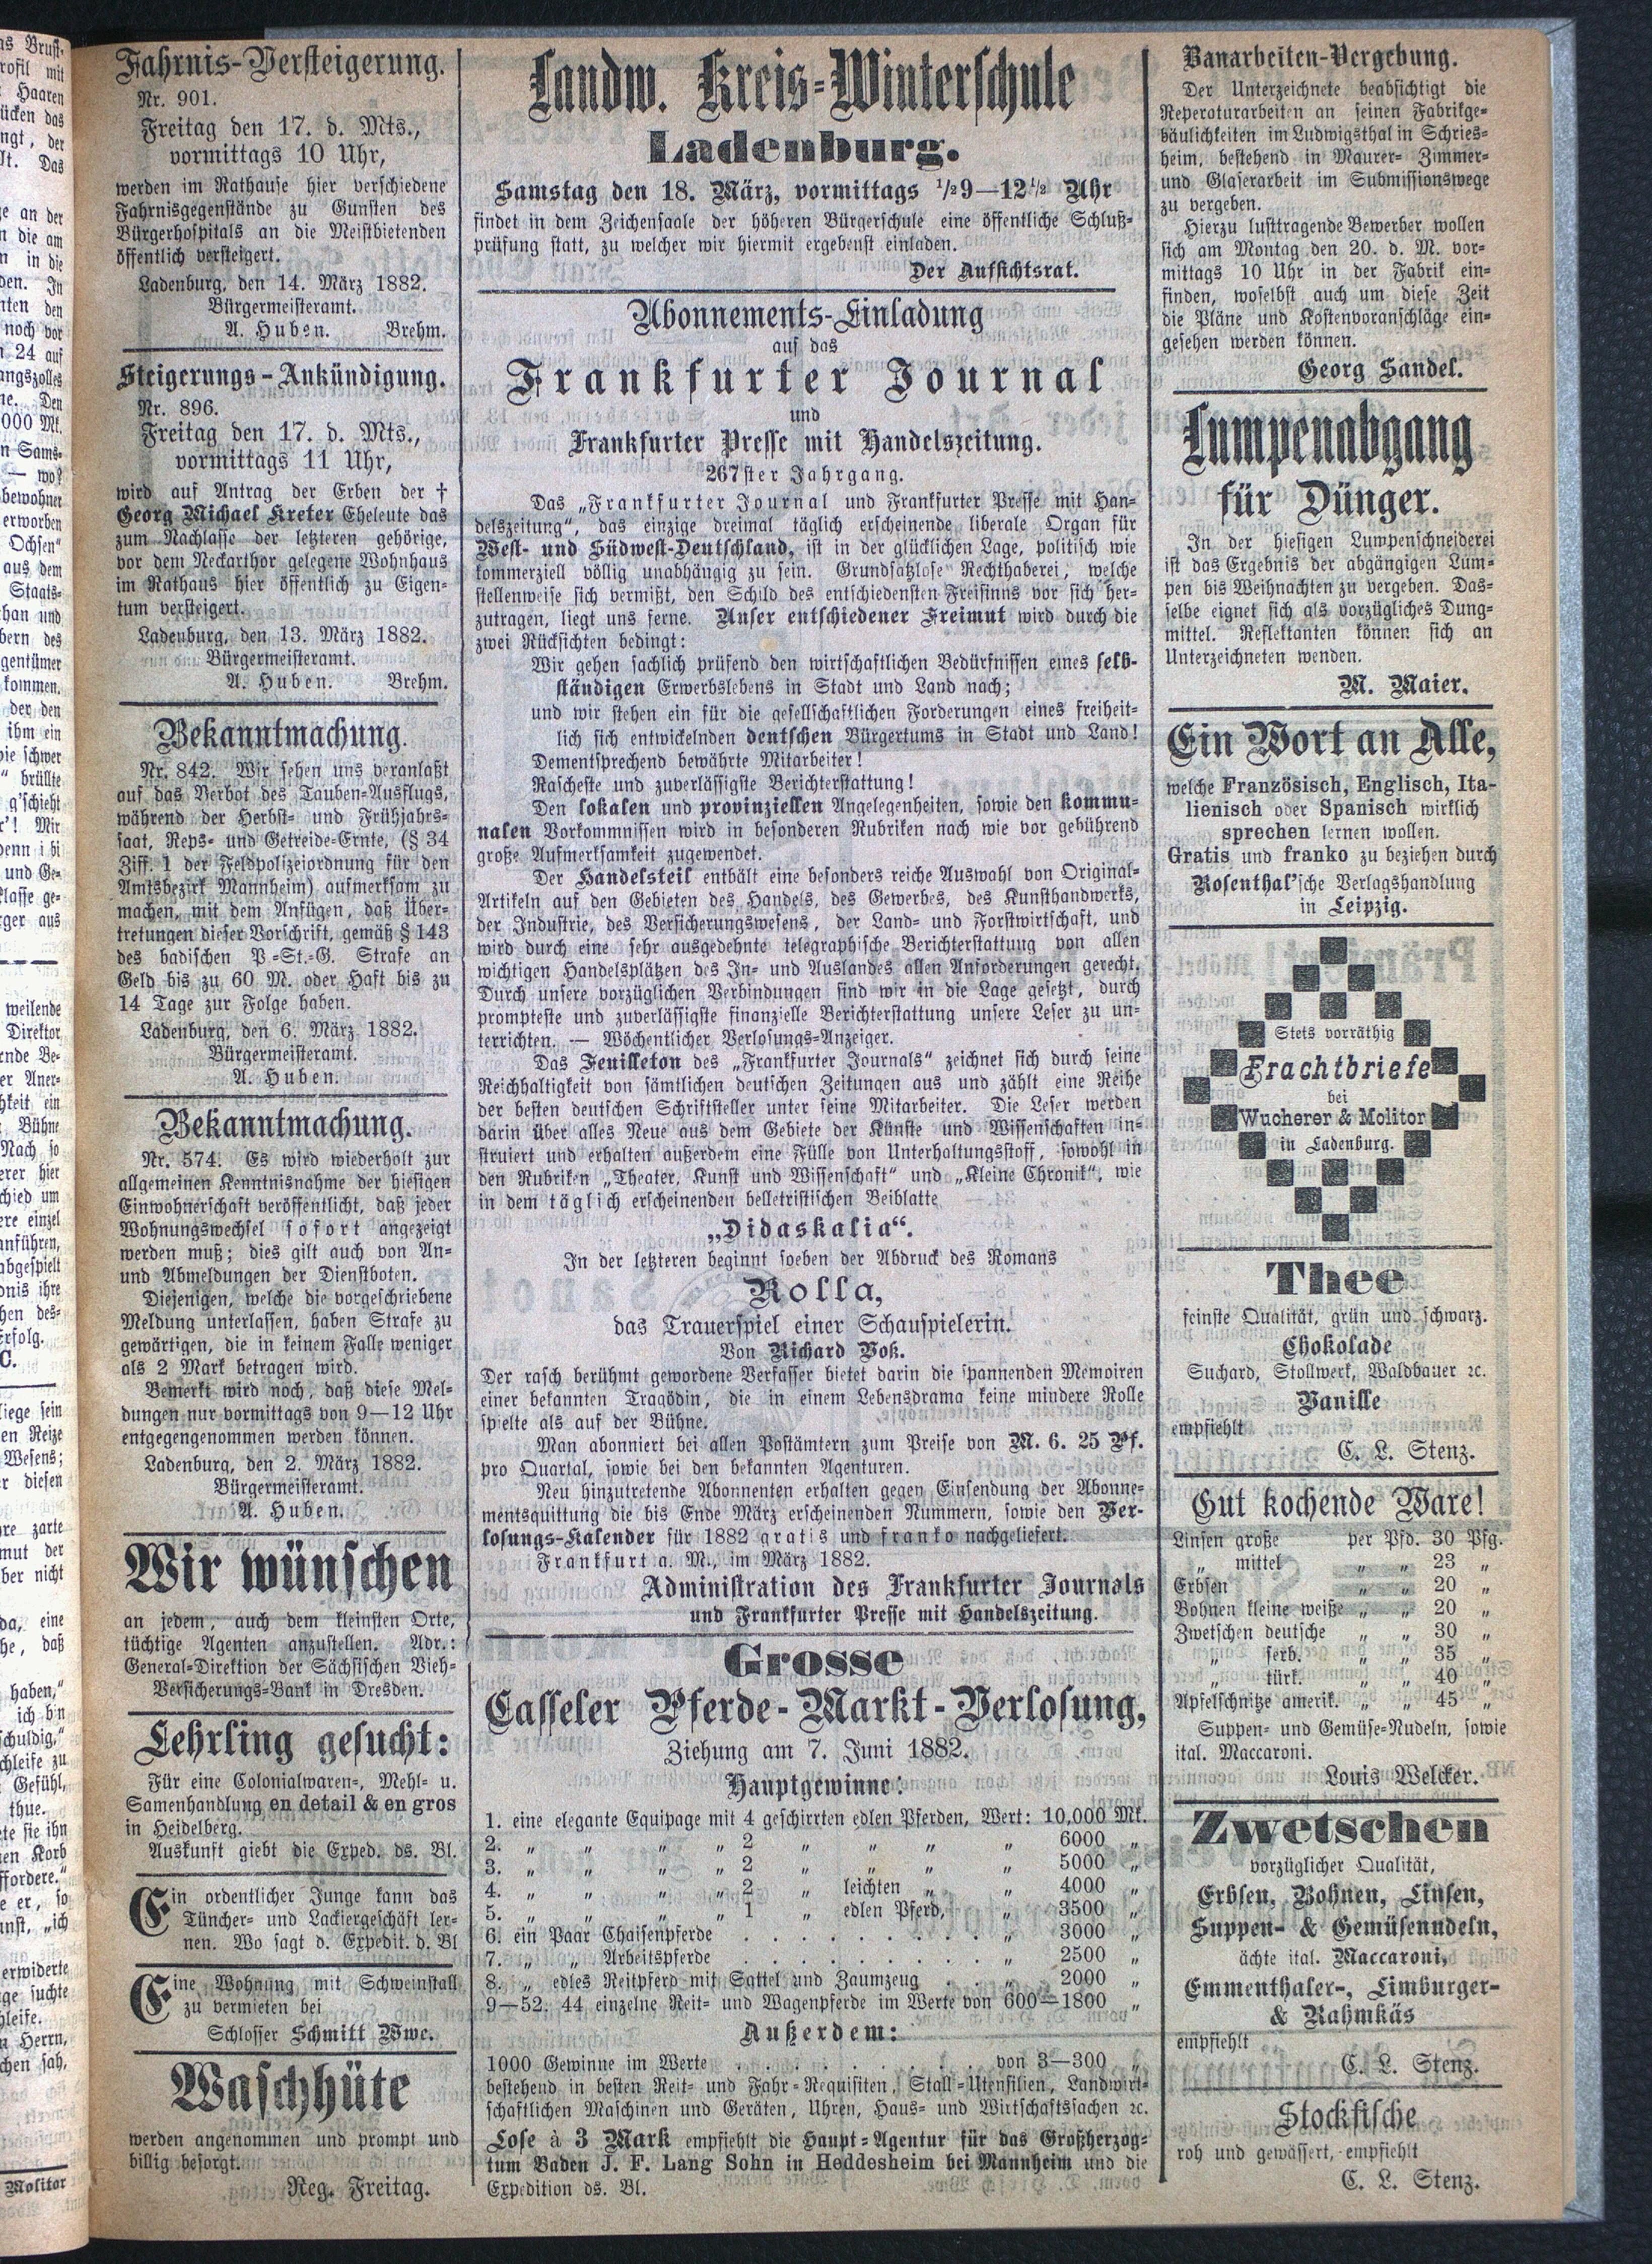 Fahrnis-Versteigerung.
Nr. 901.
Freitag den 17. d. Mts.,
vormittags 10 Uhr,
werden im Rathause hier verschiedene
Fahrnisgegenstände zu Gunsten des
Bürgerhospitals an die Meistbietenden
öffentlich versteigert.
Ladenburg, den 14. März 1882.
Bürgermeisteramt.
A. Huben. Brehm.
Steigerungs-Ankündigung.
Nr. 896.
Freitag den 17. d. Mts.,
vormittags 11 Uhr,
wird auf Antrag der Erben der †
Georg Michael Kreter Eheleute das
zum Nachlasse der letzteren gehörige,
vor dem Neckarthor gelegene Wohnhaus
im Rathaus hier öffentlich zu Eigen-
tum versteigert.
Ladenburg, den 13. März 1882.
Bürgermeisteramt.
A. Huben. Brehm.
Bekanntmachung.
Nr. 842. Wir sehen uns veranlaßt
auf das Verbot des Tauben-Ausflugs,
während der Herbst- und Frühjahrs-
saat, Reps- und Getreide-Ernte, (§ 34
Ziff. 1 der Feldpolizeiordnung für den
Amtsbezirk Mannheim) aufmerksam zu
machen, mit dem Anfügen, daß Über-
tretungen dieser Vorschrift, gemäß § 143
des badischen P.-St.-G. Strafe an
Geld bis zu 60 M. oder Haft bis zu
14 Tage zur Folge haben.
Ladenburg, den 6. März 1882.
Bürgermeisteramt.
A. Huben.
Bekanntmachung.
Nr. 574. Es wird wiederholt zur
allgemeinen Kenntnisnahme der hiesigen
Einwohnerschaft veröffentlicht, daß jeder
Wohnungswechsel sofort angezeigt
werden muß; dies gilt auch von An-
und Abmeldungen der Dienstboten.
Diejenigen, welche die vorgeschriebene
Meldung unterlassen, haben Strafe zu
gewärtigen, die in keinem Falle weniger
als 2 Mark betragen wird.
Bemerkt wird noch, daß diese Mel-
dungen nur vormittags von 9—12 Uhr
entgegengenommen werden können.
Ladenburg, den 2. März 1882.
Bürgermeisteramt.
A. Huben.
Wir wünschen
an jedem, auch dem kleinsten Orte,
tüchtige Agenten anzustellen. Adr.:
General-Direktion der Sächsischen Vieh-
Versicherungs-Bank in Dresden.
Lehrling gesucht:
Für eine Colonialwaren-, Mehl- u.
Samenhandlung en detail & en gros
in Heidelberg.
Auskunft giebt die Exped. ds. Bl.
Ein ordentlicher Junge kann das
Tüncher- und Lackiergeschäft ler-
nen. Wo sagt d. Expedit. d. Bl
Eine Wohnung mit Schweinstall
zu vermieten bei
Schlosser Schmitt Wwe.
Waschhüte
werden angenommen und prompt und
billig besorgt.
Reg. Freitag.
Landw. Kreis-Winterschule
Ladenburg.
Samstag den 18. März, vormittags ½9—12½ Uhr
findet in dem Zeichensaale der höheren Bürgerschule eine öffentliche Schluß-
prüfung statt, zu welcher wir hiermit ergebenst einladen.
Der Aufsichtsrat.
Abonnements-Einladung
auf das
Frankfurter Journal
und
Frankfurter Presse mit Handelszeitung.
267ster Jahrgang.
Das „Frankfurter Journal und Frankfurter Presse mit Han-
delszeitung“, das einzige dreimal täglich erscheinende liberale Organ für
West- und Südwest-Deutschland, ist in der glücklichen Lage, politisch wie
kommerziell völlig unabhängig zu sein. Grundsatzlose Rechthaberei, welche
stellenweise sich vermißt, den Schild des entschiedensten Freisinns vor sich her-
zutragen, liegt uns ferne. Unser entschiedener Freimut wird durch die
zwei Rücksichten bedingt:
Wir gehen sachlich prüfend den wirtschaftlichen Bedürfnissen eines selb-
ständigen Erwerbslebens in Stadt und Land nach;
und wir stehen ein für die gesellschaftlichen Forderungen eines freiheit-
lich sich entwickelnden deutschen Bürgertums in Stadt und Land!
Dementsprechend bewährte Mitarbeiter!
Rascheste und zuverlässigste Berichterstattung!
Den lokalen und provinziellen Angelegenheiten, sowie den kommu-
nalen Vorkommnissen wird in besonderen Rubriken nach wie vor gebührend
große Aufmerksamkeit zugewendet.
Der Handelsteil enthält eine besonders reiche Auswahl von Original-
Artikeln auf den Gebieten des Handels, des Gewerbes, des Kunsthandwerks,
der Industrie, des Versicherungswesens, der Land- und Forstwirtschaft, und
wird durch eine sehr ausgedehnte telegraphische Berichterstattung von allen
wichtigen Handelsplätzen des In- und Auslandes allen Anforderungen gerecht.
Durch unsere vorzüglichen Verbindungen sind wir in die Lage gesetzt, durch
prompteste und zuverlässigste finanzielle Berichterstattung unsere Leser zu un-
terrichten. — Wöchentlicher Verlosungs-Anzeiger.
Das Feuilleton des „Frankfurter Journals“ zeichnet sich durch seine
Reichhaltigkeit von sämtlichen deutschen Zeitungen aus und zählt eine Reihe
der besten deutschen Schriftsteller unter seine Mitarbeiter. Die Leser werden
darin über alles Neue aus dem Gebiete der Künste und Wissenschaften in-
struiert und erhalten außerdem eine Fülle von Unterhaltungsstoff, sowohl in
den Rubriken „Theater, Kunst und Wissenschaft“ und „Kleine Chronik“, wie
in dem täglich erscheinenden belletristischen Beiblatte
„Didaskalia“.
In der letzteren beginnt soeben der Abdruck des Romans
Rolla,
das Trauerspiel einer Schauspielerin.
Von Richard Voß.
Der rasch berühmt gewordene Verfasser bietet darin die spannenden Memoiren
einer bekannten Tragödin, die in einem Lebensdrama keine mindere Rolle
spielte als auf der Bühne.
Man abonniert bei allen Postämtern zum Preise von M. 6. 25 Pf.
pro Quartal, sowie bei den bekannten Agenturen.
Neu hinzutretende Abonnenten erhalten gegen Einsendung der Abonne-
mentsquittung die bis Ende März erscheinenden Nummern, sowie den Ver-
losungs-Kalender für 1882 gratis und franko nachgeliefert.
Frankfurt a. M., im März 1882.
Administration des Frankfurter Journals
und Frankfurter Presse mit Handelszeitung.
Grosse
Casseler Pferde-Markt-Verlosung,
Ziehung am 7. Juni 1882.
Hauptgewinne:
1. eine elegante Equipage mit 4 geschirrten edlen Pferden, Wert: 10,000 Mk.
2. „ „ „ „ 2 „ „ „ „ 6000 „
3. „ „ „ „ 2 „ „ „ „ 5000 „
4. „ „ „ „ 2 „ leichten „ „ 4000 „
5. „ „ „ „ 1 „ edlen Pferd, „ 3500 „
6. ein Paar Chaisenpferde . . . . . . . . . „ 3000 „
7. „ „ Arbeitspferde . . . . . . . . . „ 2500 „
8. „ edles Reitpferd mit Sattel und Zaumzeug . . „ 2000 „
9—52. 44 einzelne Reit- und Wagenpferde im Werte von 600—1800 „
Außerdem:
1000 Gewinne im Werte . . . . . . . . . von 3—300 „
bestehend in besten Reit- und Fahr-Requisiten, Stall-Utensilien, Landwirt-
schaftlichen Maschinen und Geräten, Uhren, Haus- und Wirtschaftssachen ꝛc.
Lose à 3 Mark empfiehlt die Haupt-Agentur für das Großherzog-
tum Baden J. F. Lang Sohn in Heddesheim bei Mannheim und die
Expedition ds. Bl.
Bauarbeiten-Vergebung.
Der Unterzeichnete beabsichtigt die
Reperaturarbeiten an seinen Fabrikge-
bäulichkeiten im Ludwigsthal in Schries-
heim, bestehend in Maurer- Zimmer-
und Glaserarbeit im Submissionswege
zu vergeben.
Hierzu lusttragende Bewerber wollen
sich am Montag den 20. d. M. vor-
mittags 10 Uhr in der Fabrik ein-
finden, woselbst auch um diese Zeit
die Pläne und Kostenvoranschläge ein-
gesehen werden können.
Georg Sandel.
Lumpenabgang
für Dünger.
In der hiesigen Lumpenschneiderei
ist das Ergebnis der abgängigen Lum-
pen bis Weihnachten zu vergeben. Das-
selbe eignet sich als vorzügliches Dung-
mittel. Reflektanten können sich an
Unterzeichneten wenden.
M. Maier.
Ein Wort an Alle,
welche Französisch, Englisch, Ita-
lienisch oder Spanisch wirklich
sprechen lernen wollen.
Gratis und franko zu beziehen durch
Rosenthal'sche Verlagshandlung
in Leipzig.
Stets vorräthig
Frachtbriefe
bei
Wucherer & Molitor
in Ladenburg.
Thee
feinste Qualität, grün und schwarz.
Chokolade
Suchard, Stollwerk, Waldbauer ꝛc.
Vanille
empfiehlt
C. L. Stenz.
Gut kochende Ware!
Linsen große per Pfd. 30 Pfg.
„ mittel „ „ 23 „
Erbsen „ „ 20 „
Bohnen kleine weiße „ „ 20 „
Zwetschen deutsche „ „ 30 „
„ serb. „ „ 35 „
„ türk. „ „ 40 „
Apfelschnitze amerik. „ „ 45 „
Suppen- und Gemüse-Nudeln, sowie
ital. Maccaroni.
Louis Welcker.
Zwetschen
vorzüglicher Qualität,
Erbsen, Bohnen, Linsen,
Suppen- & Gemüsenudeln,
ächte ital. Maccaroni,
Emmenthaler-, Limburger-
& Rahmkäs
empfiehlt
C. L. Stenz.
Stockfische
roh und gewässert, empfiehlt
C. L. Stenz.